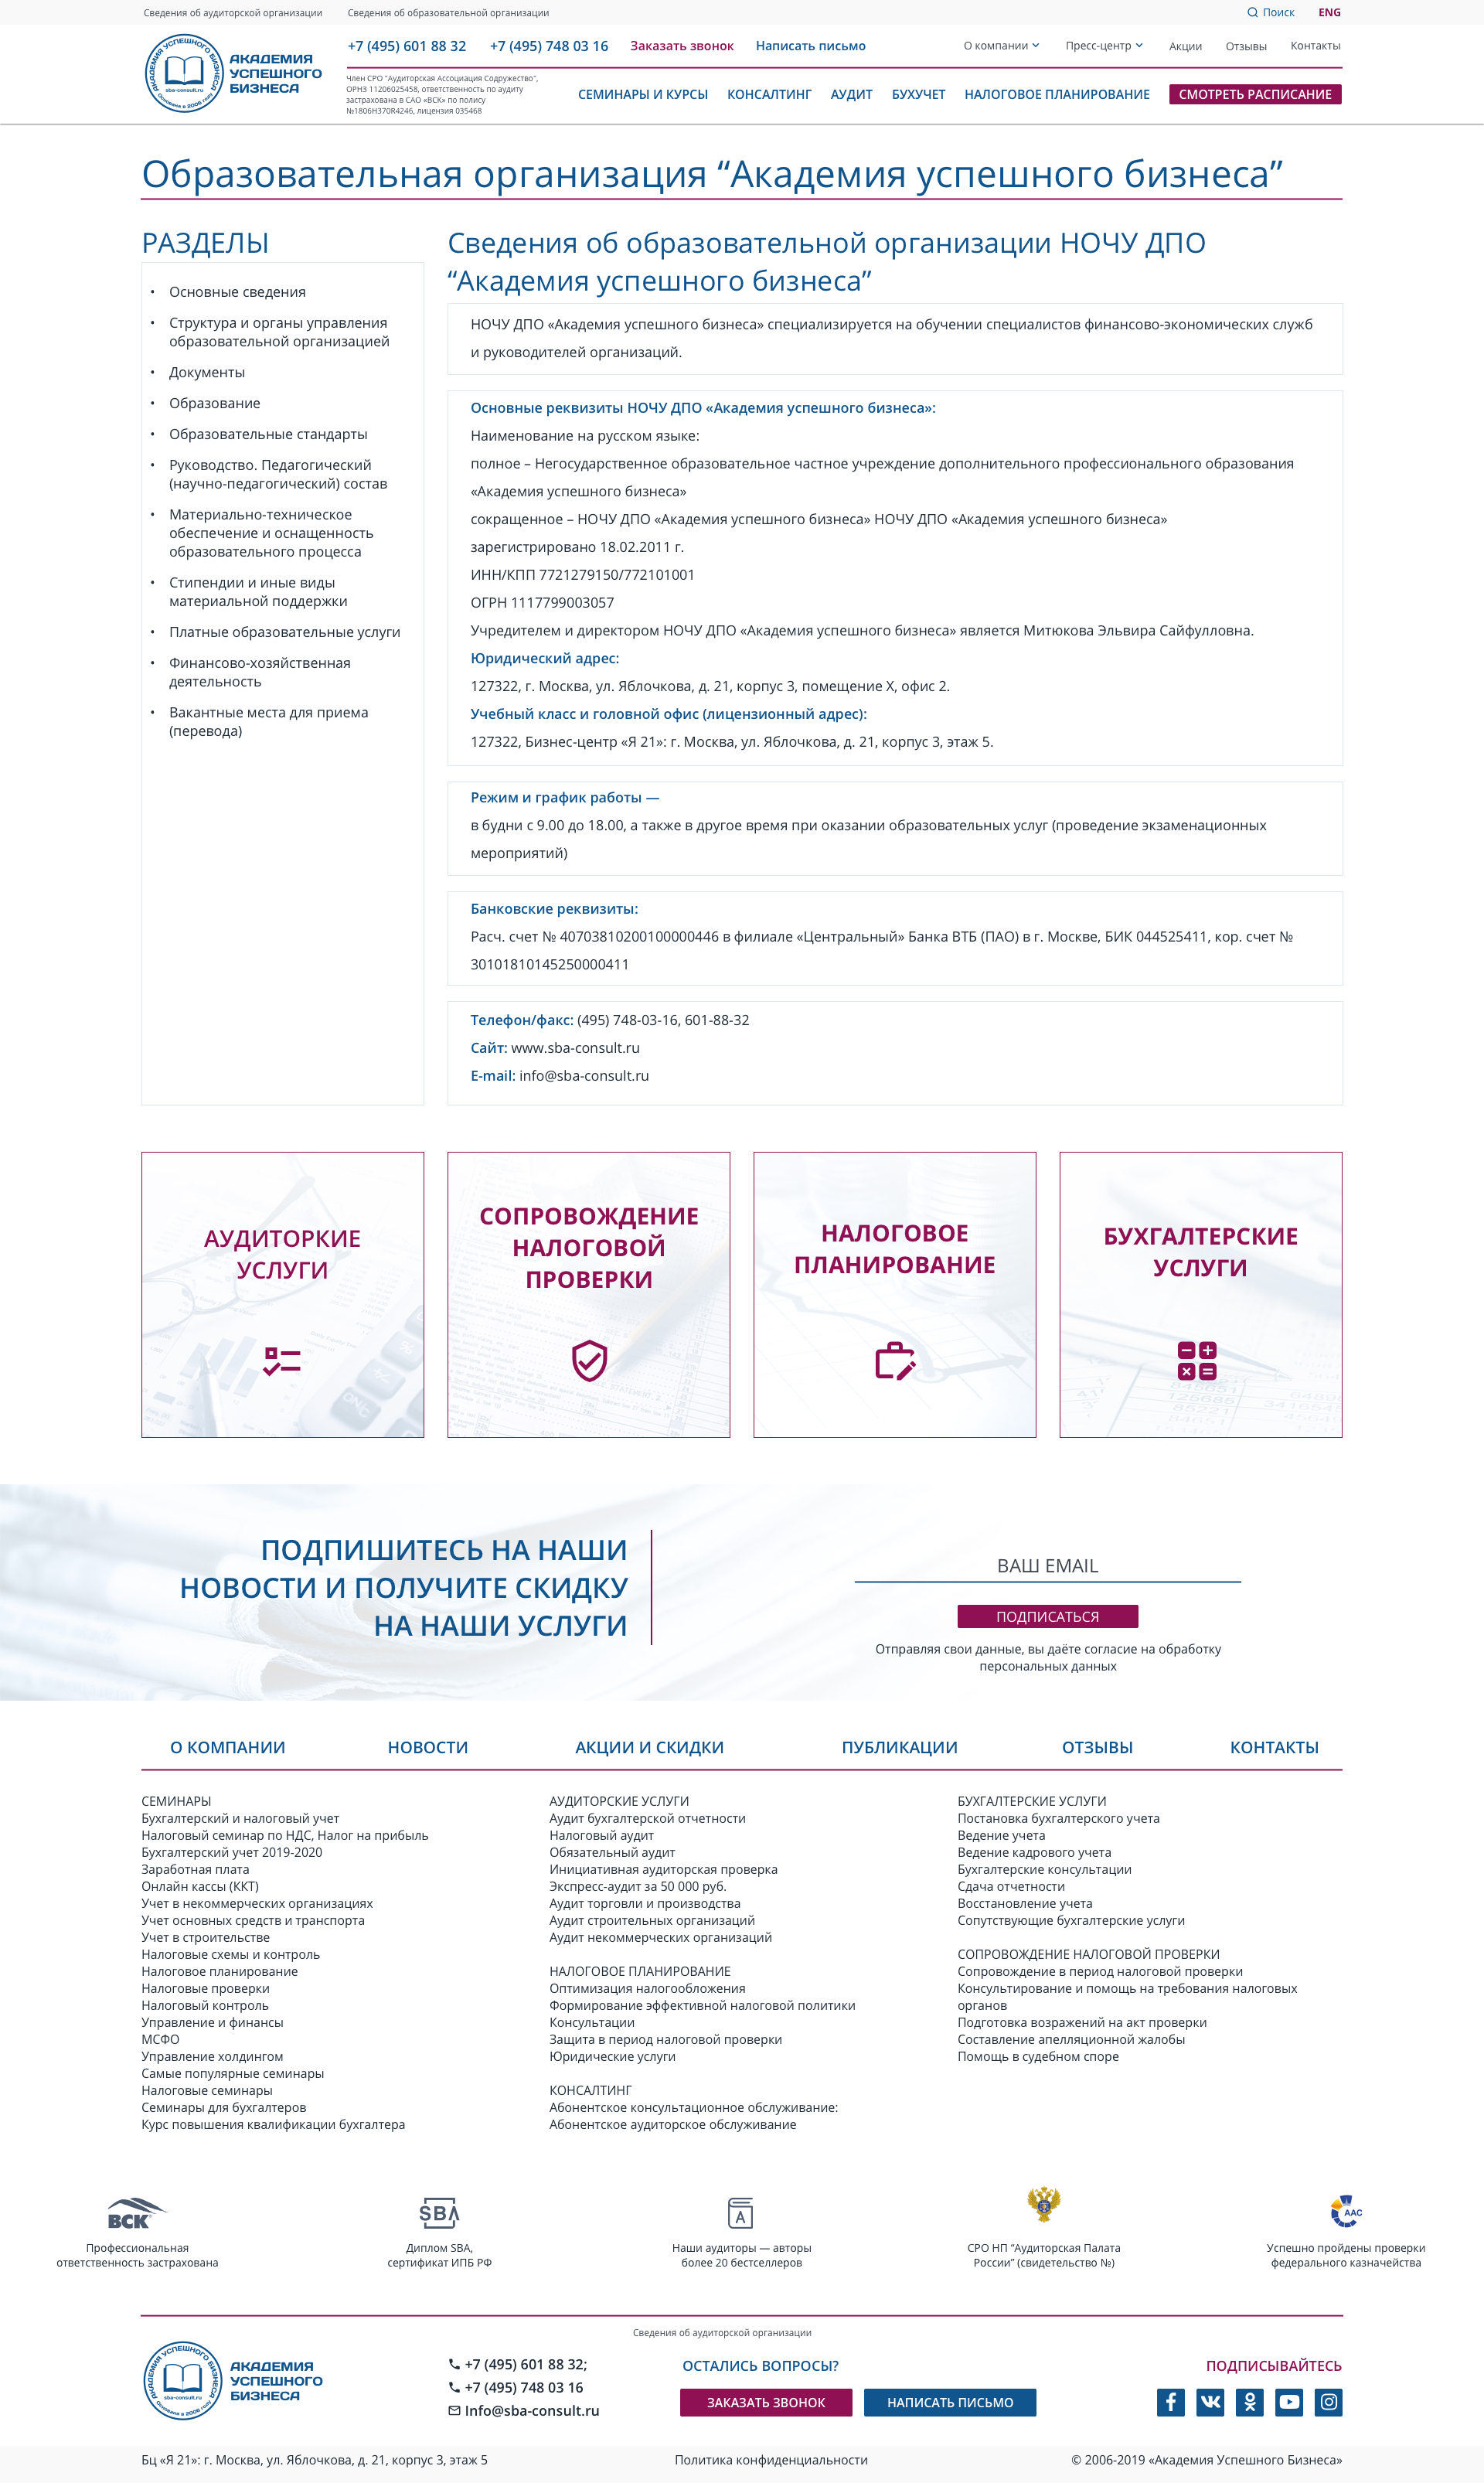 Сведения об аудиторской организации
Сведения об образовательной организации
Поиск
ENG
АКАДЕМИЯ УСПЕШНОГО БИЗНЕСА
sba-consult.ru
Основана в 2006 году
АКАДЕМИЯ
УСПЕШНОГО
БИЗНЕСА
+7 (495) 601 88 32
+7 (495) 748 03 16
Заказать звонок
Написать письмо
О компании
Пресс-центр
Акции
Отзывы
Контакты
Член СРО "Аудиторская Ассоциация Содружество",
ОРНЗ 11206025458, ответственность по аудиту
застрахована в САО «ВСК» по полису
№1806H370R4246, лицензия 035468
СЕМИНАРЫ И КУРСЫ
КОНСАЛТИНГ
АУДИТ
БУХУЧЕТ
НАЛОГОВОЕ ПЛАНИРОВАНИЕ
СМОТРЕТЬ РАСПИСАНИЕ
Образовательная организация “Академия успешного бизнеса”
РАЗДЕЛЫ
• Основные сведения
• Структура и органы управления
образовательной организацией
• Документы
• Образование
• Образовательные стандарты
• Руководство. Педагогический
(научно-педагогический) состав
• Материально-техническое
обеспечение и оснащенность
образовательного процесса
• Стипендии и иные виды
материальной поддержки
• Платные образовательные услуги
• Финансово-хозяйственная
деятельность
• Вакантные места для приема
(перевода)
Сведения об образовательной организации НОЧУ ДПО
“Академия успешного бизнеса”
НОЧУ ДПО «Академия успешного бизнеса» специализируется на обучении специалистов финансово-экономических служб
и руководителей организаций.
Основные реквизиты НОЧУ ДПО «Академия успешного бизнеса»:
Наименование на русском языке:
полное – Негосударственное образовательное частное учреждение дополнительного профессионального образования
«Академия успешного бизнеса»
сокращенное – НОЧУ ДПО «Академия успешного бизнеса» НОЧУ ДПО «Академия успешного бизнеса»
зарегистрировано 18.02.2011 г.
ИНН/КПП 7721279150/772101001
ОГРН 1117799003057
Учредителем и директором НОЧУ ДПО «Академия успешного бизнеса» является Митюкова Эльвира Сайфулловна.
Юридический адрес:
127322, г. Москва, ул. Яблочкова, д. 21, корпус 3, помещение X, офис 2.
Учебный класс и головной офис (лицензионный адрес):
127322, Бизнес-центр «Я 21»: г. Москва, ул. Яблочкова, д. 21, корпус 3, этаж 5.
Режим и график работы —
в будни с 9.00 до 18.00, а также в другое время при оказании образовательных услуг (проведение экзаменационных
мероприятий)
Банковские реквизиты:
Расч. счет № 40703810200100000446 в филиале «Центральный» Банка ВТБ (ПАО) в г. Москве, БИК 044525411, кор. счет №
30101810145250000411
Телефон/факс: (495) 748-03-16, 601-88-32
Сайт: www.sba-consult.ru
E-mail: info@sba-consult.ru
АУДИТОРКИЕ
УСЛУГИ
СОПРОВОЖДЕНИЕ
НАЛОГОВОЙ
ПРОВЕРКИ
НАЛОГОВОЕ
ПЛАНИРОВАНИЕ
БУХГАЛТЕРСКИЕ
УСЛУГИ
ПОДПИШИТЕСЬ НА НАШИ
НОВОСТИ И ПОЛУЧИТЕ СКИДКУ
НА НАШИ УСЛУГИ
ВАШ EMAIL
ПОДПИСАТЬСЯ
Отправляя свои данные, вы даёте согласие на обработку
персональных данных
О КОМПАНИИ
НОВОСТИ
АКЦИИ И СКИДКИ
ПУБЛИКАЦИИ
ОТЗЫВЫ
КОНТАКТЫ
СЕМИНАРЫ
Бухгалтерский и налоговый учет
Налоговый семинар по НДС, Налог на прибыль
Бухгалтерский учет 2019-2020
Заработная плата
Онлайн кассы (ККТ)
Учет в некоммерческих организациях
Учет основных средств и транспорта
Учет в строительстве
Налоговые схемы и контроль
Налоговое планирование
Налоговые проверки
Налоговый контроль
Управление и финансы
МСФО
Управление холдингом
Самые популярные семинары
Налоговые семинары
Семинары для бухгалтеров
Курс повышения квалификации бухгалтера
АУДИТОРСКИЕ УСЛУГИ
Аудит бухгалтерской отчетности
Налоговый аудит
Обязательный аудит
Инициативная аудиторская проверка
Экспресс-аудит за 50 000 руб.
Аудит торговли и производства
Аудит строительных организаций
Аудит некоммерческих организаций
НАЛОГОВОЕ ПЛАНИРОВАНИЕ
Оптимизация налогообложения
Формирование эффективной налоговой политики
Консультации
Защита в период налоговой проверки
Юридические услуги
КОНСАЛТИНГ
Абонентское консультационное обслуживание:
Абонентское аудиторское обслуживание
БУХГАЛТЕРСКИЕ УСЛУГИ
Постановка бухгалтерского учета
Ведение учета
Ведение кадрового учета
Бухгалтерские консультации
Сдача отчетности
Восстановление учета
Сопутствующие бухгалтерские услуги
СОПРОВОЖДЕНИЕ НАЛОГОВОЙ ПРОВЕРКИ
Сопровождение в период налоговой проверки
Консультирование и помощь на требования налоговых
органов
Подготовка возражений на акт проверки
Составление апелляционной жалобы
Помощь в судебном споре
ВСК
Профессиональная
ответственность застрахована
SBA
Диплом SBA,
сертификат ИПБ РФ
А
Наши аудиторы — авторы
более 20 бестселлеров
СРО НП “Аудиторская Палата
России” (свидетельство №)
ААС
Успешно пройдены проверки
федерального казначейства
Сведения об аудиторской организации
АКАДЕМИЯ УСПЕШНОГО БИЗНЕСА
sba-consult.ru
Основана в 2006 году
АКАДЕМИЯ
УСПЕШНОГО
БИЗНЕСА
+7 (495) 601 88 32;
+7 (495) 748 03 16
Info@sba-consult.ru
ОСТАЛИСЬ ВОПРОСЫ?
ЗАКАЗАТЬ ЗВОНОК
НАПИСАТЬ ПИСЬМО
ПОДПИСЫВАЙТЕСЬ
Бц «Я 21»: г. Москва, ул. Яблочкова, д. 21, корпус 3, этаж 5
Политика конфиденциальности
© 2006-2019 «Академия Успешного Бизнеса»